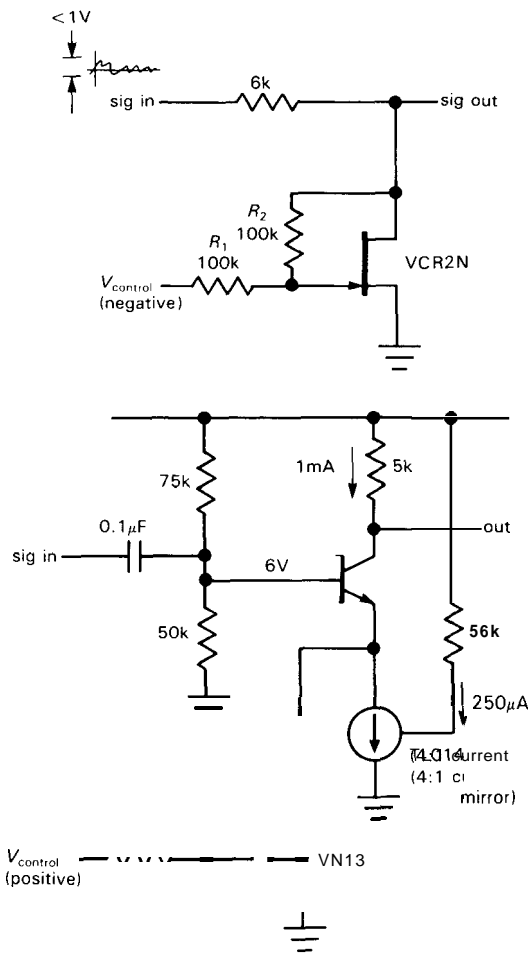 <1V
6k
sig in
sig out
R2
100k
R1
100k
VCR2N
Vcontrol
(negative)
1mA
5k
75k
0.1μF
out
sig in
6V
50k
56k
250μA
current
(4:1
mirror)
Vcontrol
(positive)
VN13